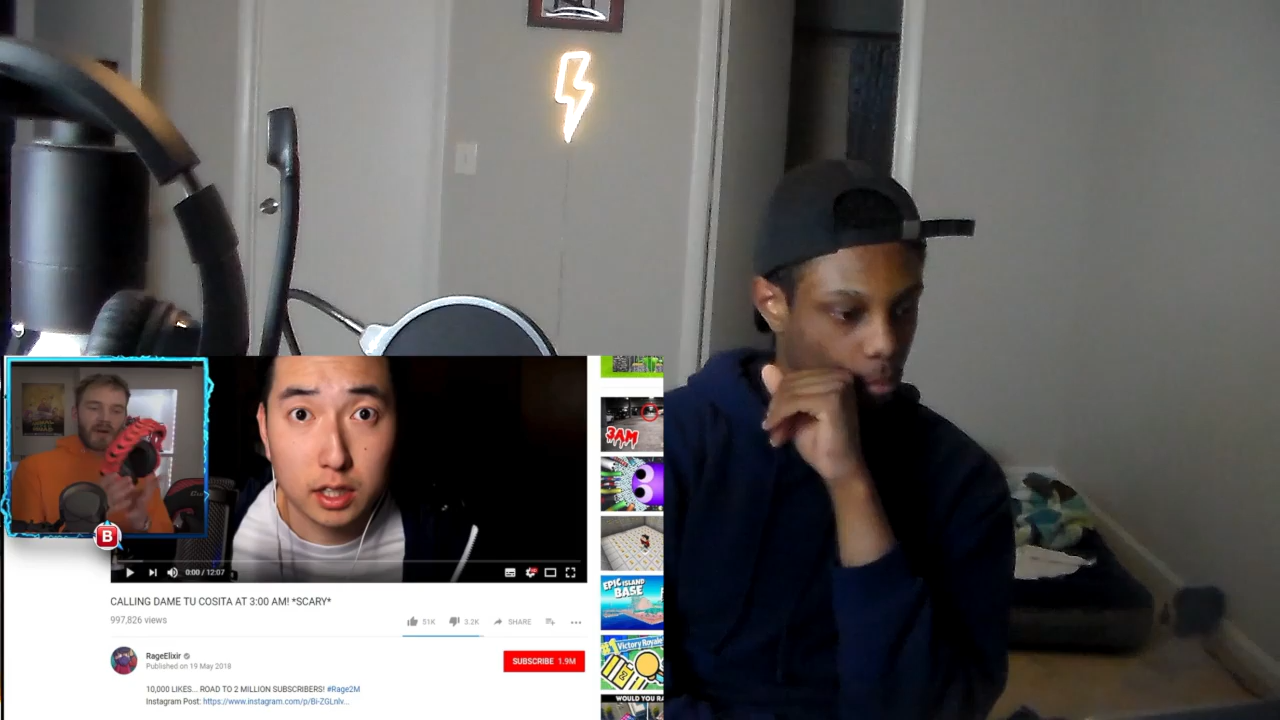 B
0:00 / 12:07
CALLING DAME TU COSITA AT 3:00 AM! *SCARY*
997,826 views
51K
3.2K
SHARE
RageElixir
Published on 19 May 2018
SUBSCRIBE 1.9M
10,000 LIKES... ROAD TO 2 MILLION SUBSCRIBERS! #Rage2M
Instagram Post: https://www.instagram.com/p/Bi-ZGLnlv...
3AM
EPIC ISLAND
BASE
#1
Victory Royale
WOULD YOU RA